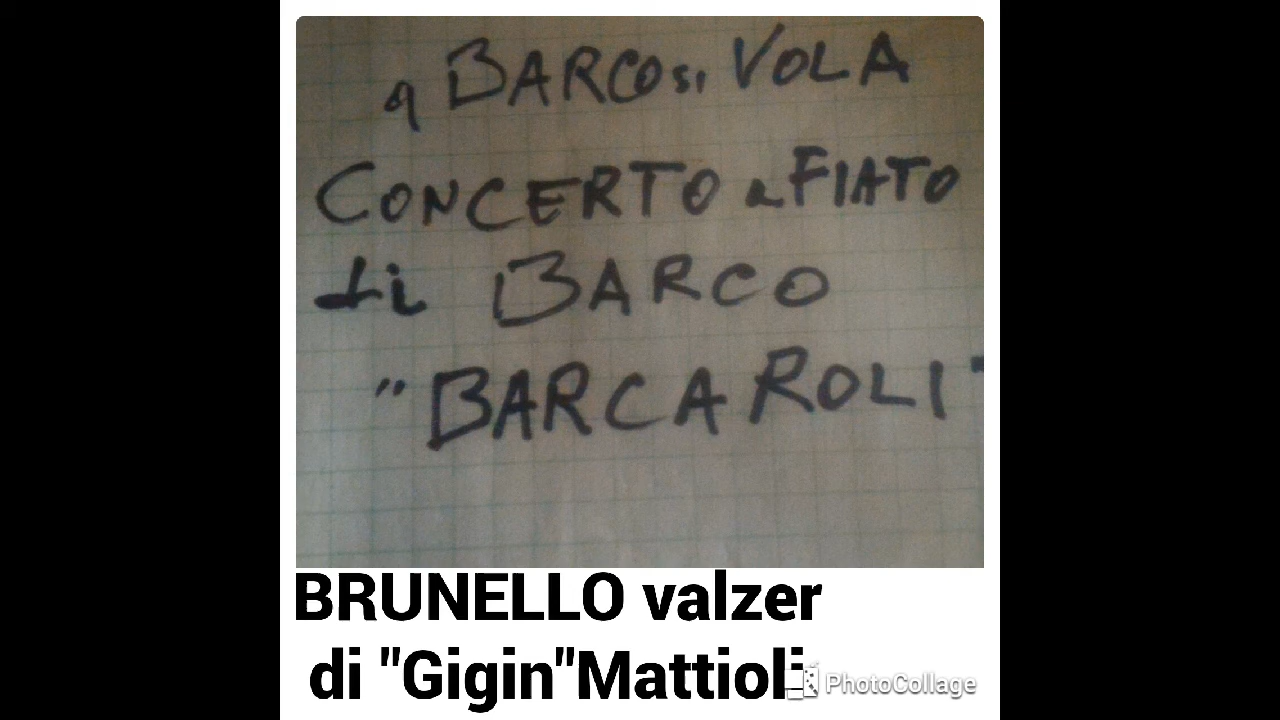 a BARCO si VOLA
CONCERTO a FIATO
di BARCO
"BARCAROLI"
BRUNELLO valzer
di "Gigin"Mattioli
PhotoCollage